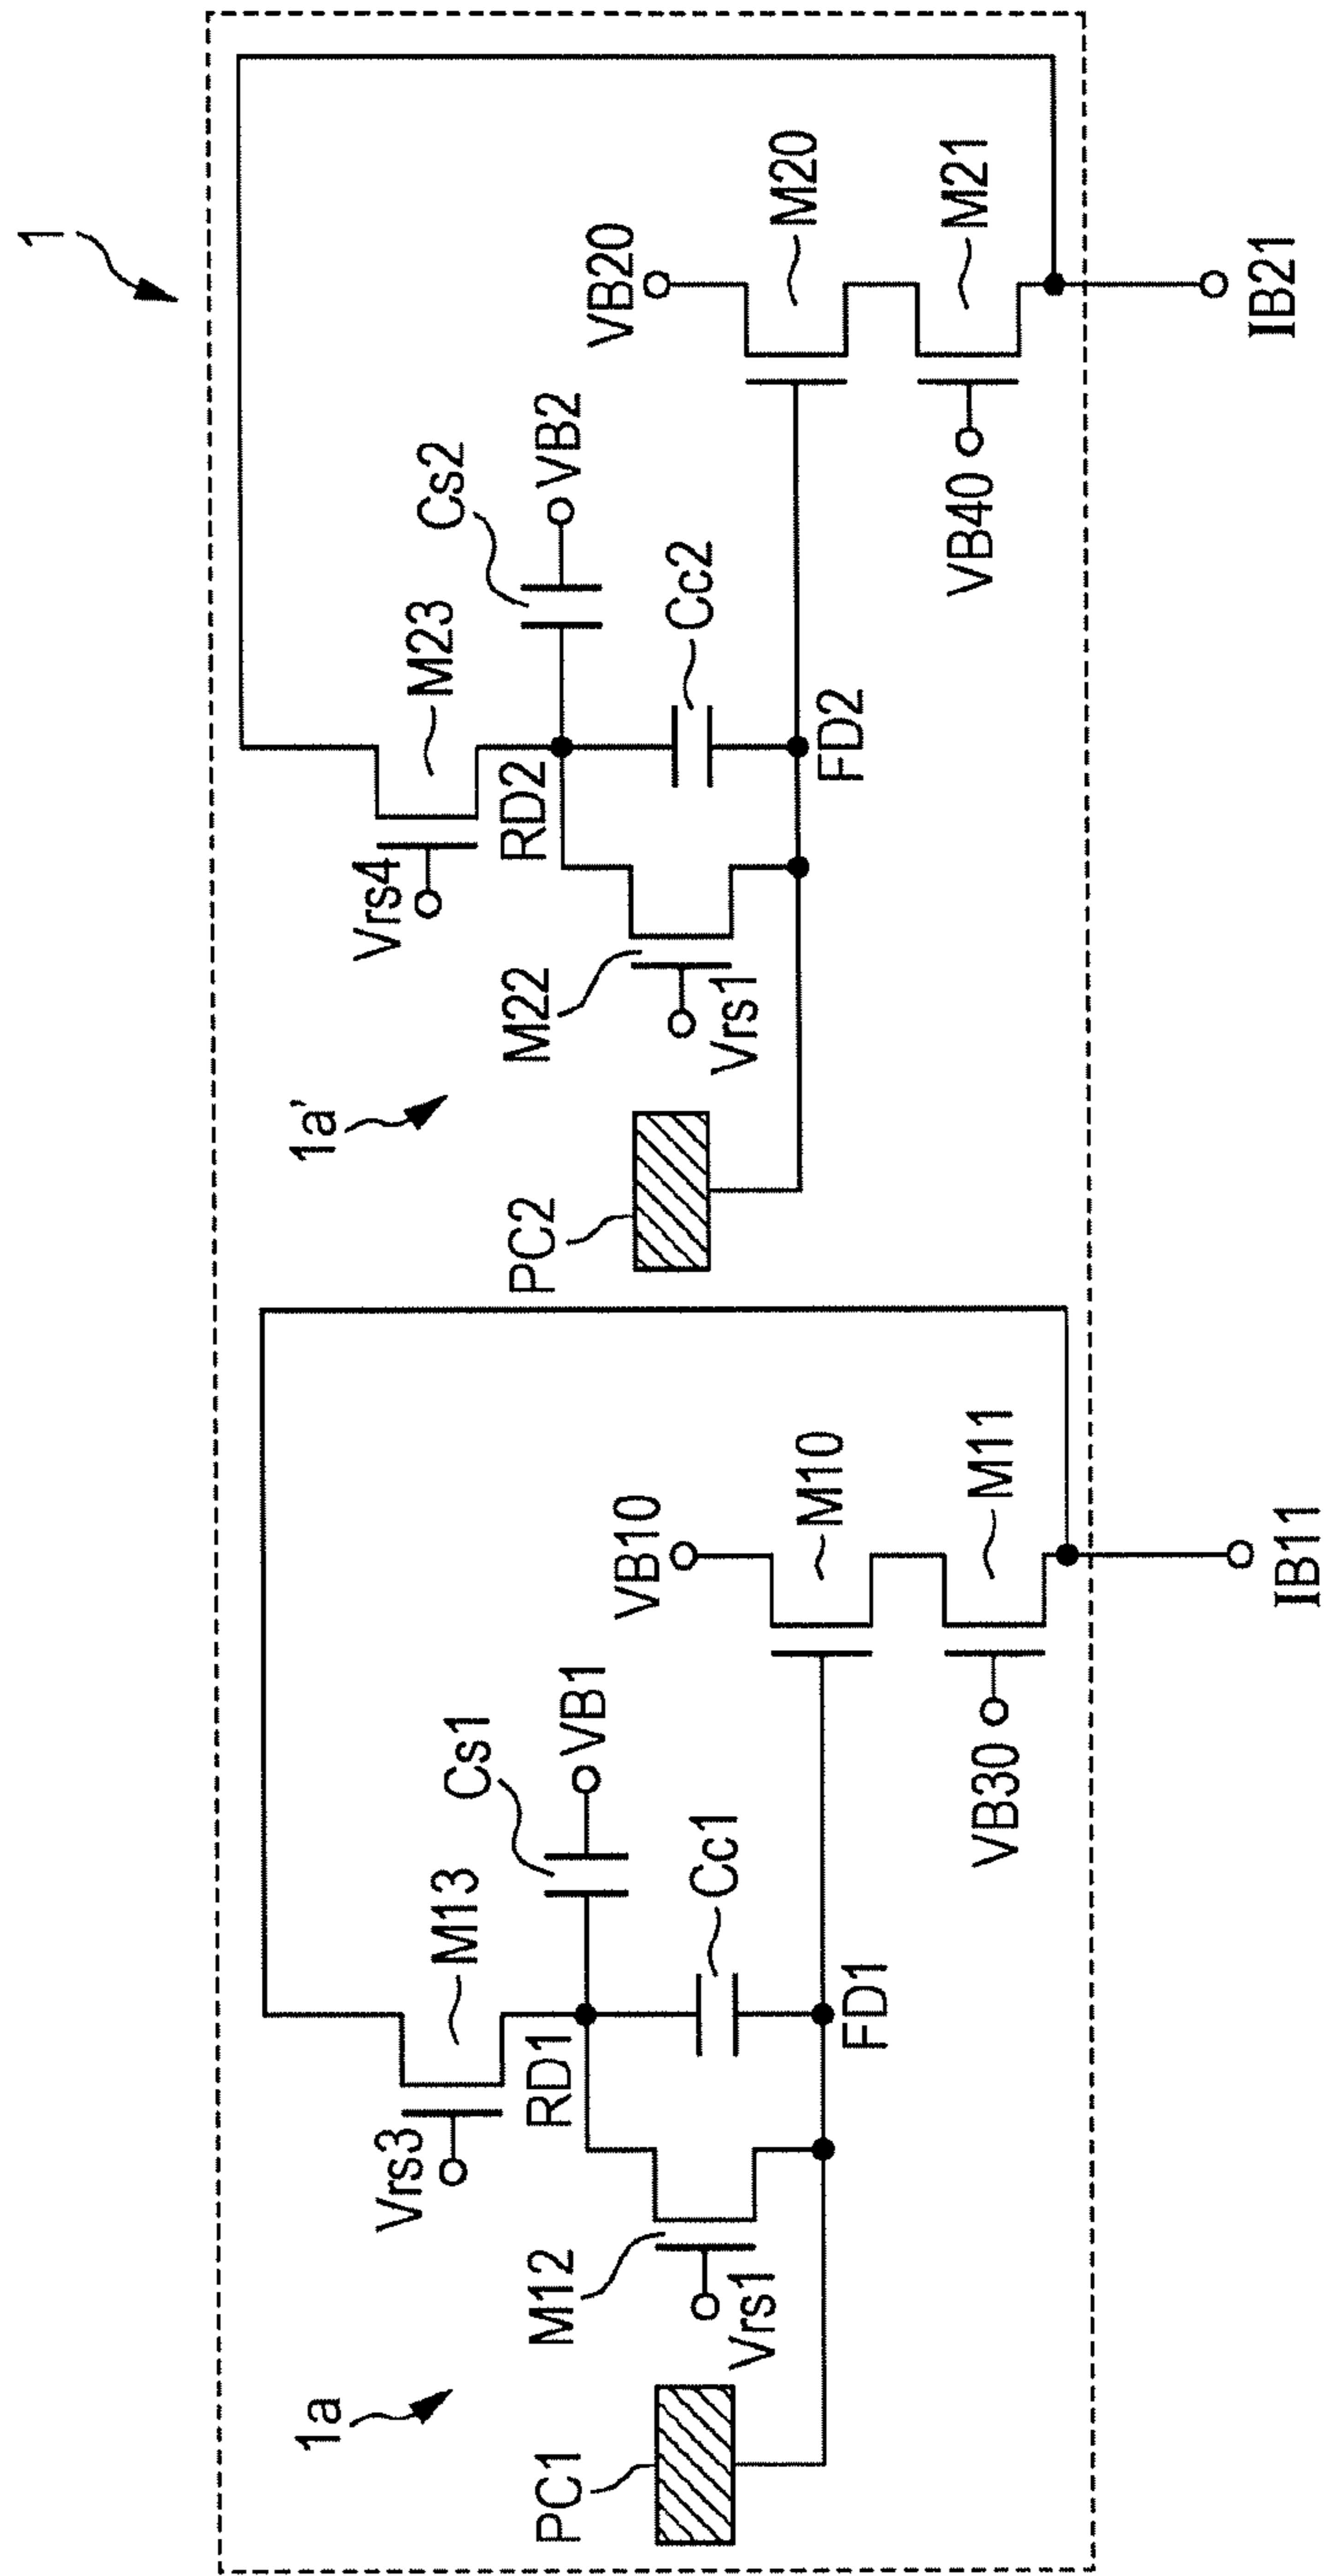 1
1a
PC1
M12
Vrs1
Vrs3
M13
RD1
Cs1
VB1
Cc1
FD1
VB10
M10
M11
VB30
IB11
1a'
PC2
M22
Vrs1
Vrs4
M23
RD2
Cs2
VB2
Cc2
FD2
VB20
M20
M21
VB40
IB21